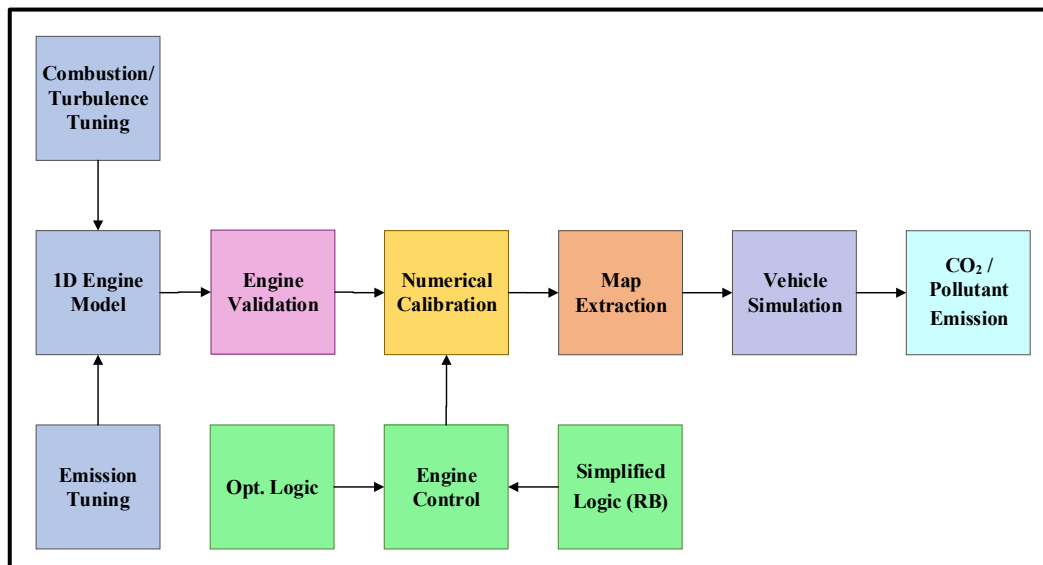 Combustion/
Turbulence
Tuning
1D Engine
Model
Engine
Validation
Numerical
Calibration
Map
Extraction
Vehicle
Simulation
CO₂ /
Pollutant
Emission
Emission
Tuning
Opt. Logic
Engine
Control
Simplified
Logic (RB)